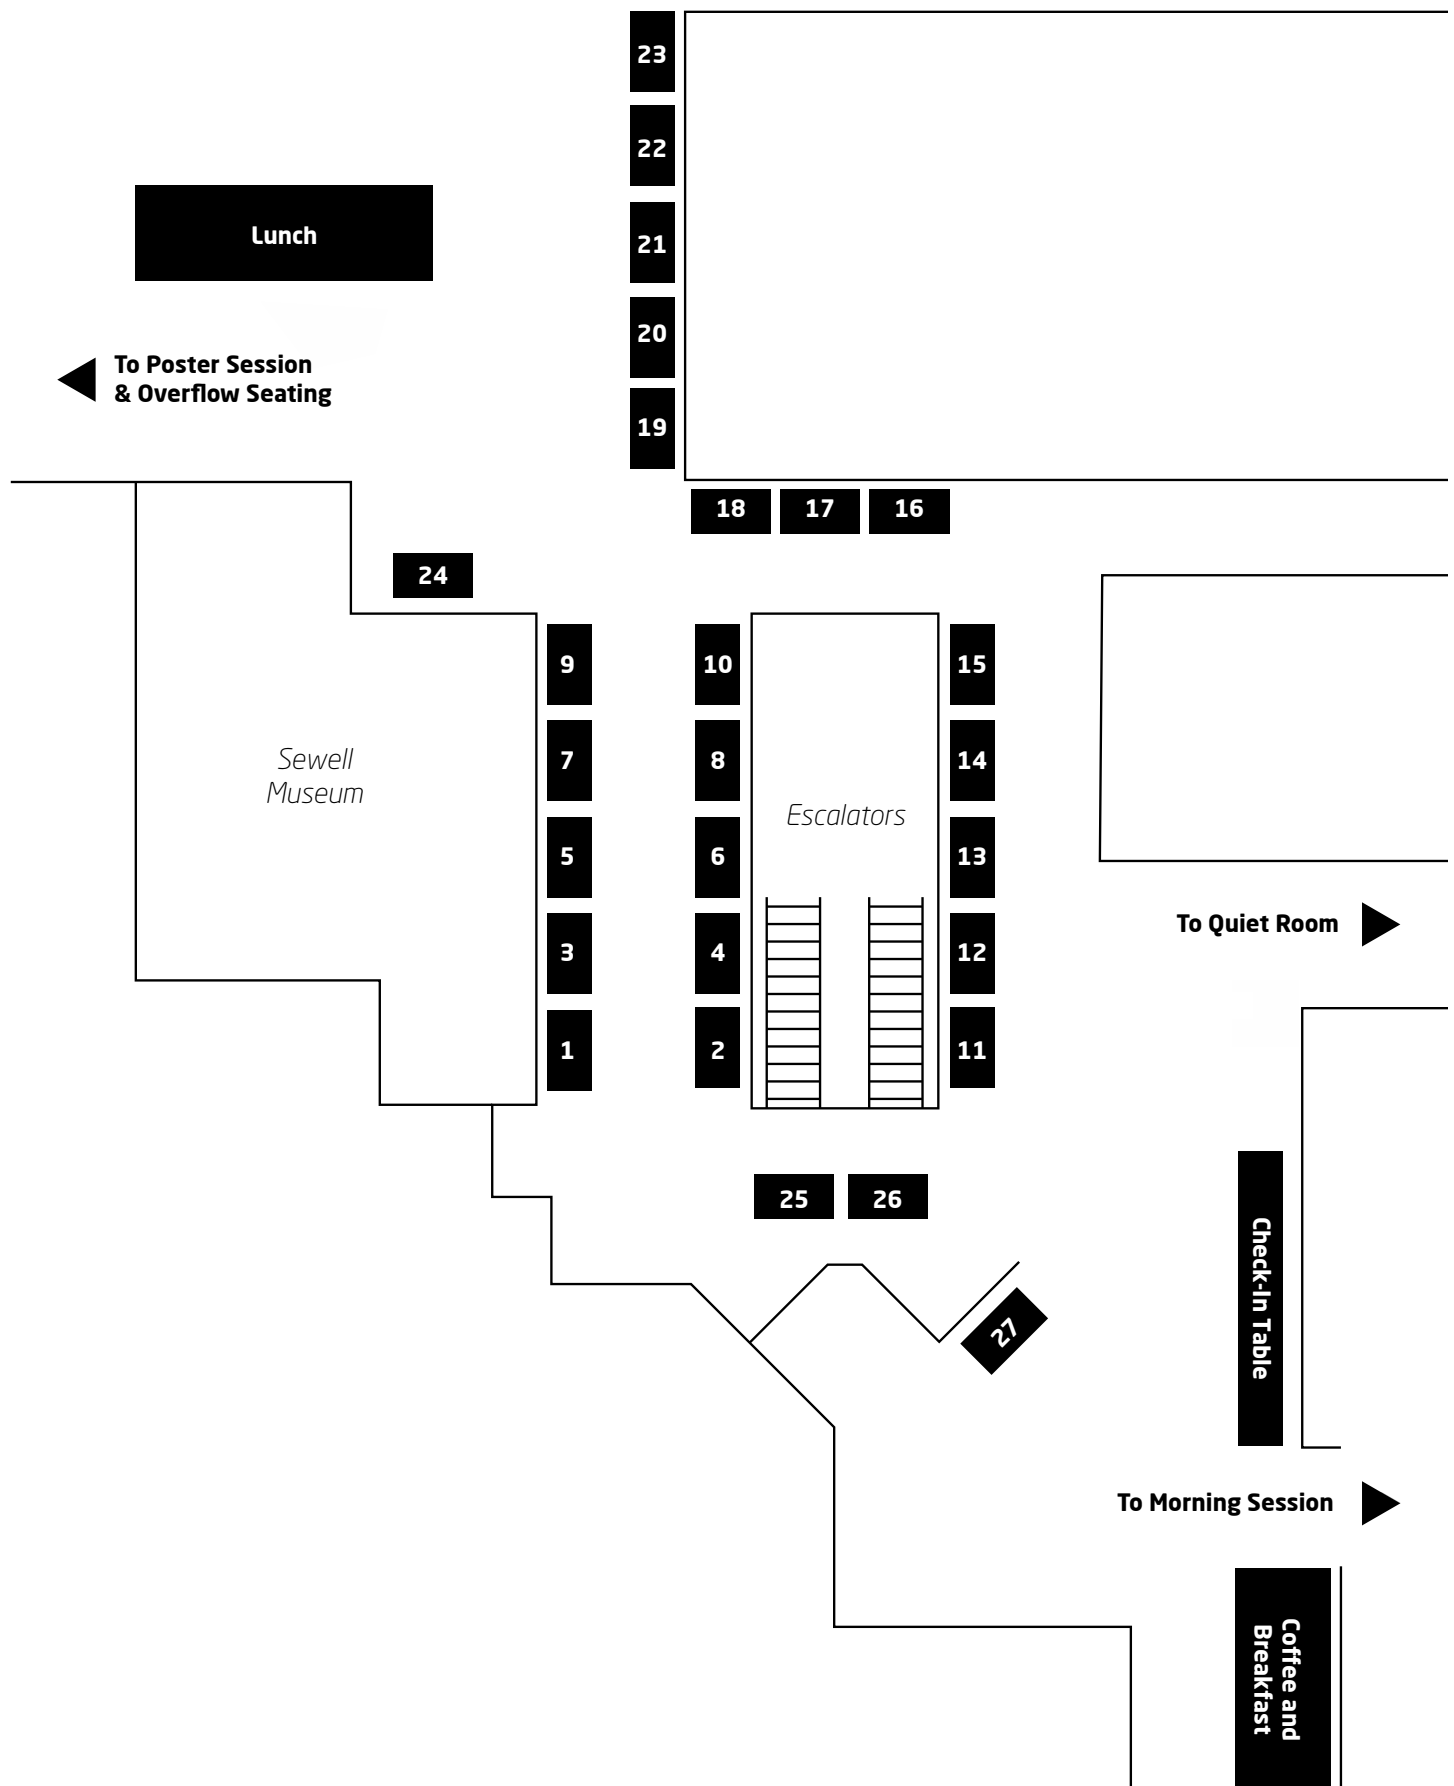 23
22
Lunch
21
20
To Poster Session
& Overflow Seating
19
18 17 16
24
9 10 15
Sewell
Museum
7 8 14
Escalators
5 6 13
To Quiet Room
3 4 12
1 2 11
25 26
Check-In Table
27
To Morning Session
Coffee and
Breakfast